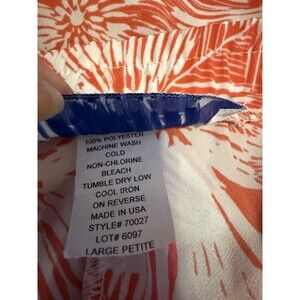 100% POLYESTER
MACHINE WASH
COLD
NON-CHLORINE
BLEACH
TUMBLE DRY LOW
COOL IRON
ON REVERSE
MADE IN USA
STYLE# 70027
LOT# 6097
LARGE PETITE